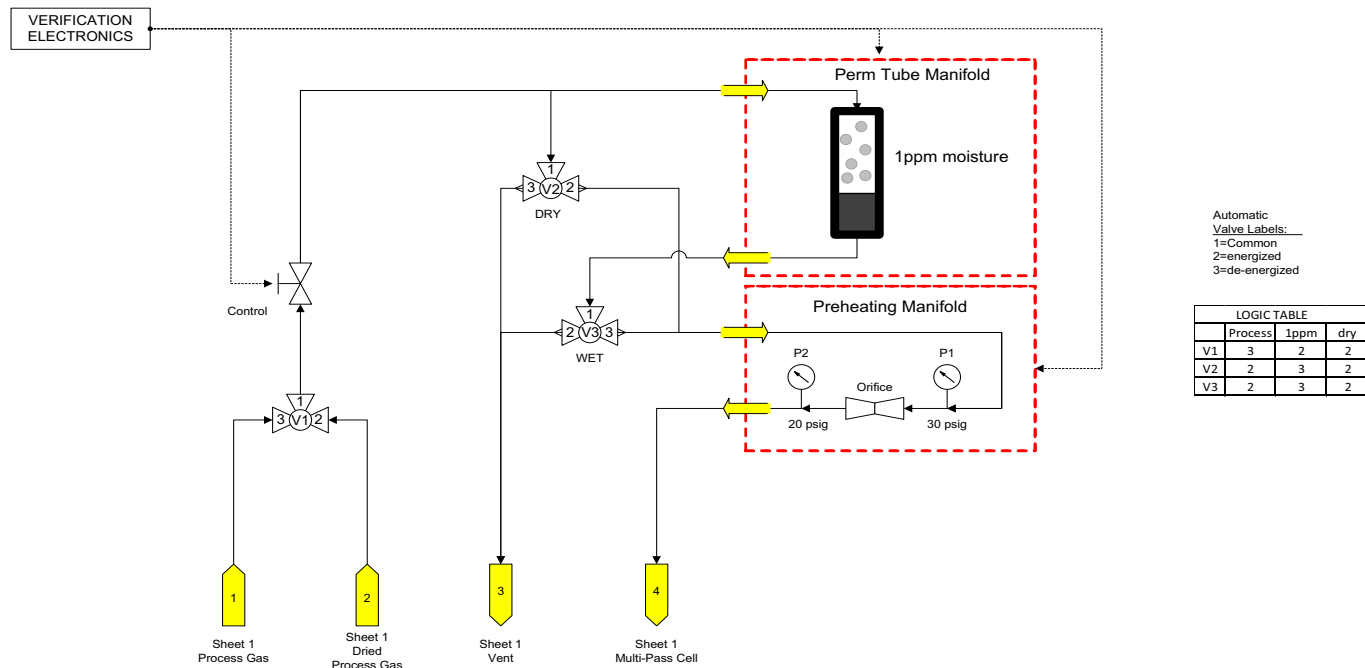 VERIFICATION
ELECTRONICS
Perm Tube Manifold
1ppm moisture
1
3 V2 2
DRY
Control
Preheating Manifold
1
2 V3 3
WET
P2
P1
Orifice
20 psig
30 psig
1
3 V1 2
1
2
3
4
Sheet 1
Process Gas
Sheet 1
Dried
Process Gas
Sheet 1
Vent
Sheet 1
Multi-Pass Cell
Automatic
Valve Labels:
1=Common
2=energized
3=de-energized
LOGIC TABLE
Process 1ppm dry
V1 3 2 2
V2 2 3 2
V3 2 3 2